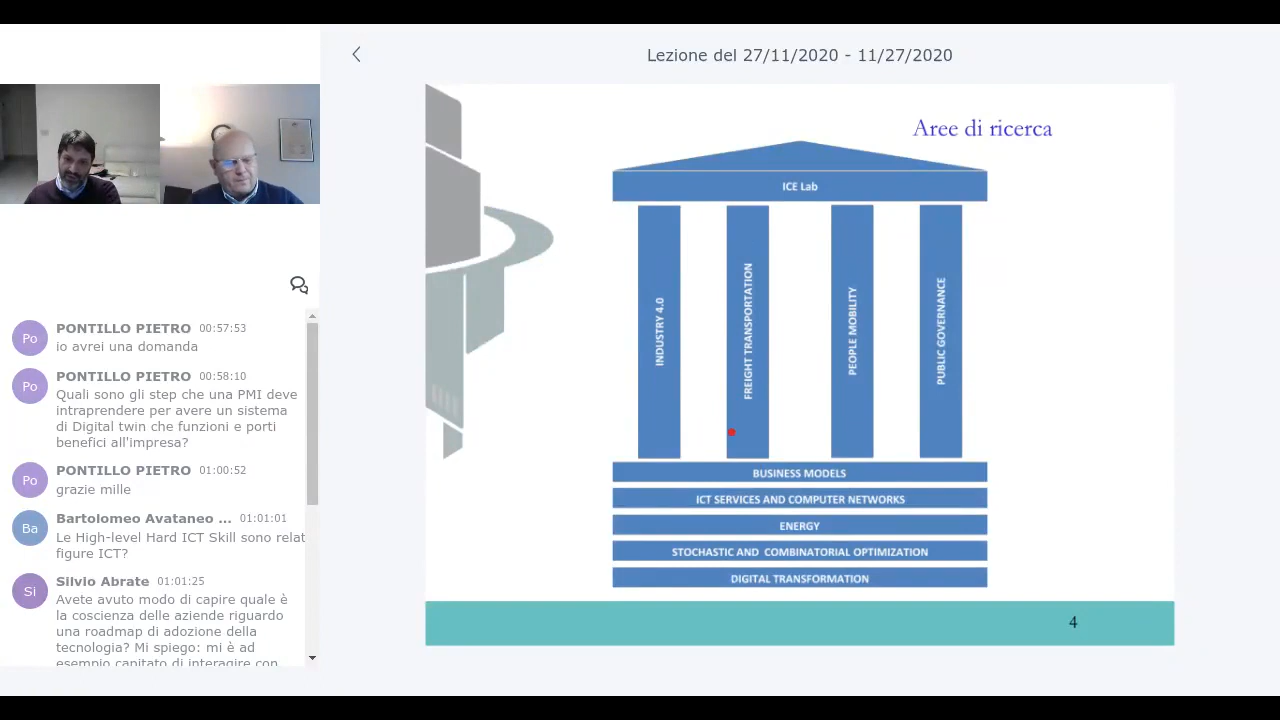 Lezione del 27/11/2020 - 11/27/2020
PONTILLO PIETRO 00:57:53
Po
io avrei una domanda
PONTILLO PIETRO 00:58:10
Po
Quali sono gli step che una PMI deve
intraprendere per avere un sistema
di Digital twin che funzioni e porti
benefici all'impresa?
PONTILLO PIETRO 01:00:52
Po
grazie mille
Bartolomeo Avataneo ... 01:01:01
Ba
Le High-level Hard ICT Skill sono relat
figure ICT?
Silvio Abrate 01:01:25
Si
Avete avuto modo di capire quale è
la coscienza delle aziende riguardo
una roadmap di adozione della
tecnologia? Mi spiego: mi è ad
esempio capitato di interagire con
Aree di ricerca
ICE Lab
INDUSTRY 4.0
FREIGHT TRANSPORTATION
PEOPLE MOBILITY
PUBLIC GOVERNANCE
BUSINESS MODELS
ICT SERVICES AND COMPUTER NETWORKS
ENERGY
STOCHASTIC AND COMBINATORIAL OPTIMIZATION
DIGITAL TRANSFORMATION
4